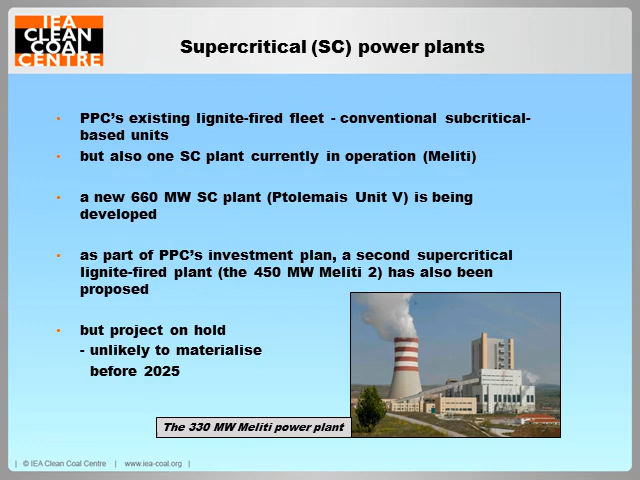 IEA
CLEAN
COAL
CENTRE
Supercritical (SC) power plants
• PPC's existing lignite-fired fleet - conventional subcritical-
based units
• but also one SC plant currently in operation (Meliti)
• a new 660 MW SC plant (Ptolemais Unit V) is being
developed
• as part of PPC's investment plan, a second supercritical
lignite-fired plant (the 450 MW Meliti 2) has also been
proposed
• but project on hold
- unlikely to materialise
before 2025
The 330 MW Meliti power plant
| © IEA Clean Coal Centre | www.iea-coal.org |